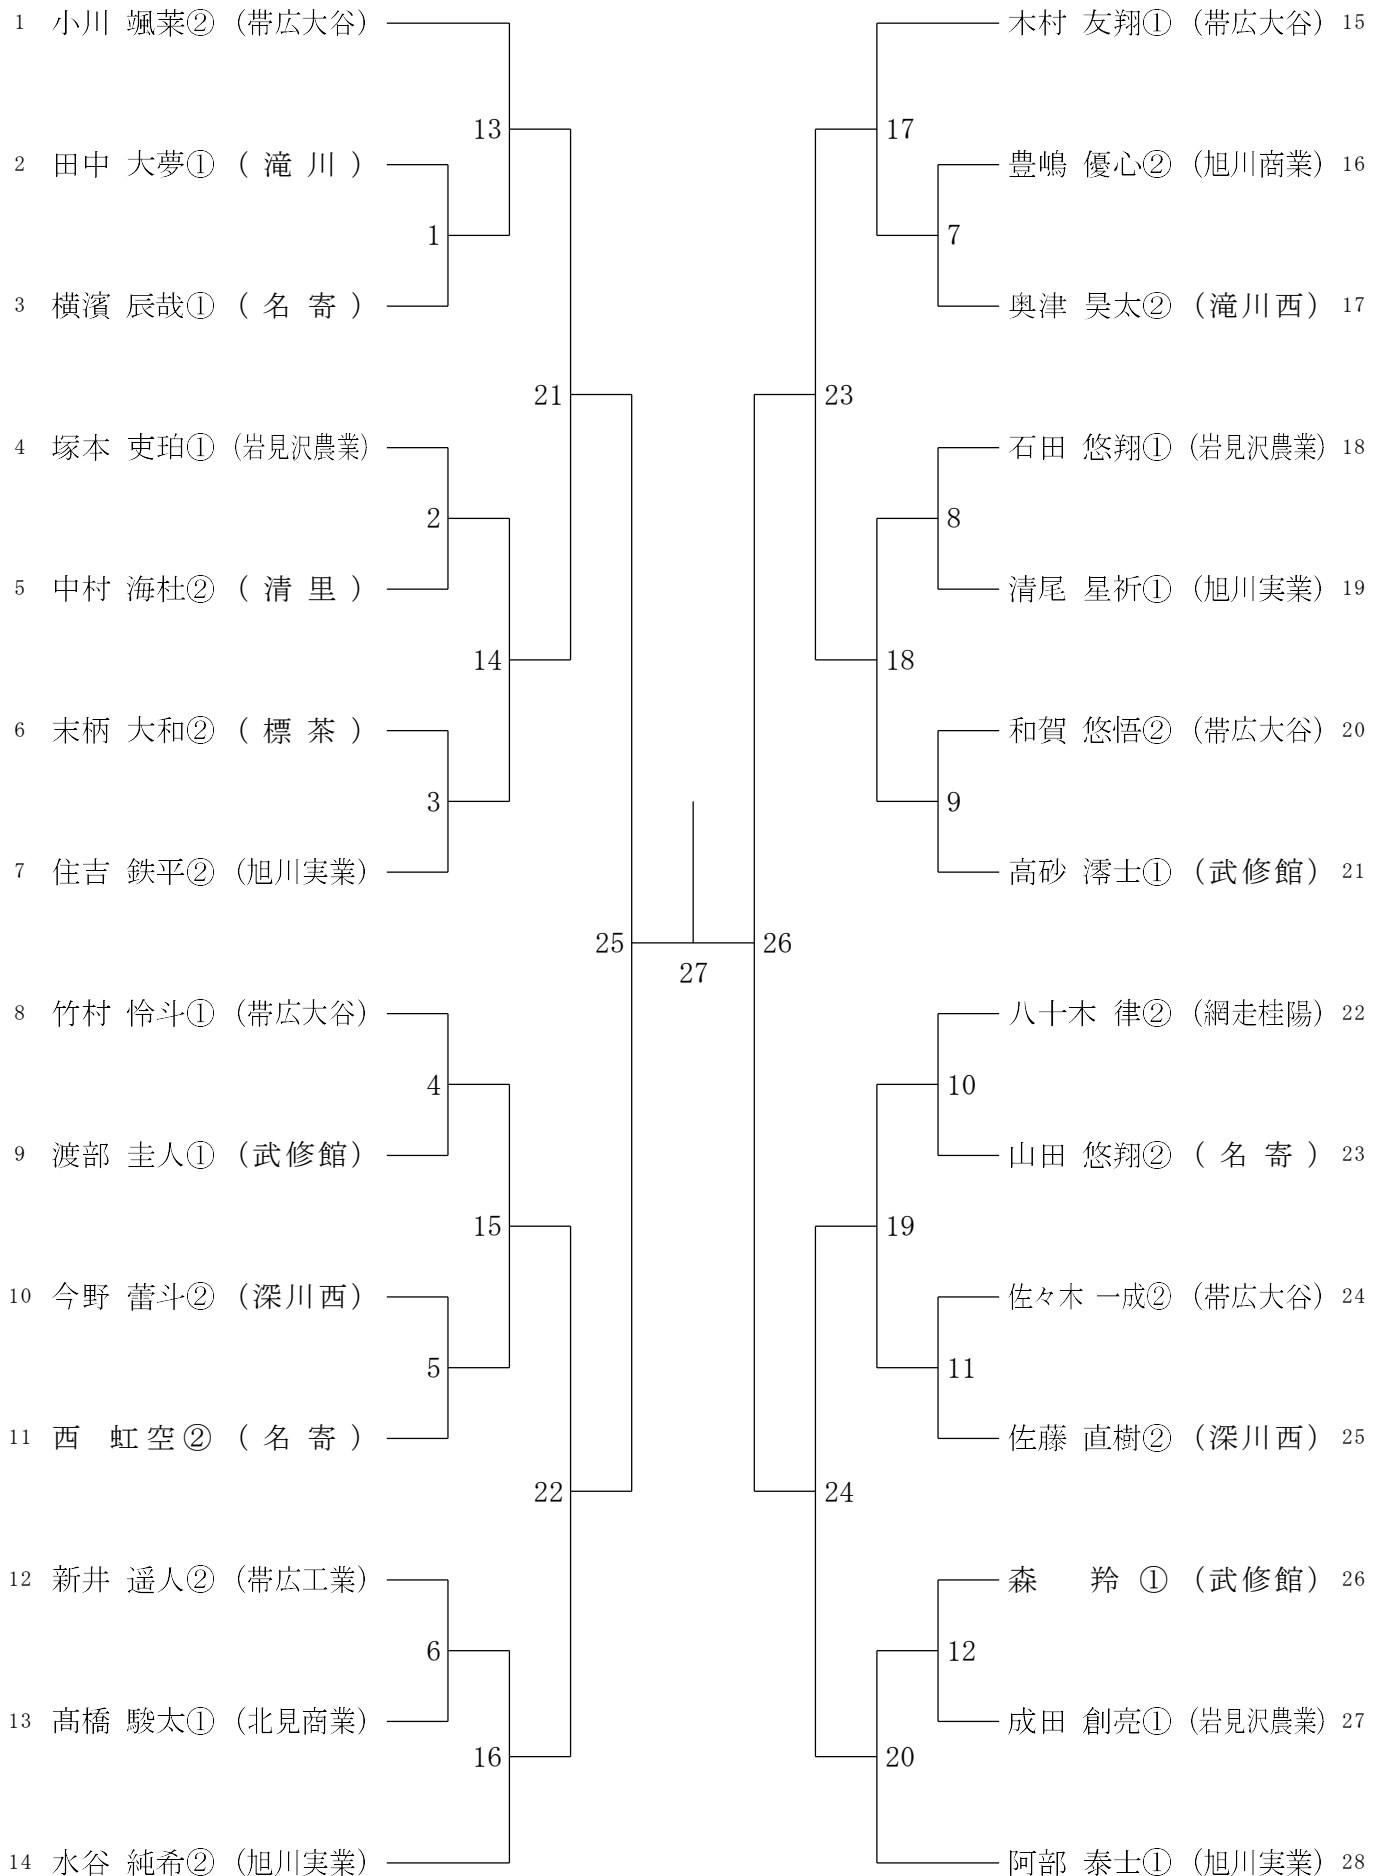 1 小川 颯莱② (帯広大谷)
13
2 田中 大夢① (滝川)
1
3 横濱 辰哉① (名寄)
21
4 塚本 吏珀① (岩見沢農業)
2
5 中村 海杜② (清里)
14
6 末柄 大和② (標茶)
3
7 住吉 鉄平② (旭川実業)
25
8 竹村 怜斗① (帯広大谷)
4
9 渡部 圭人① (武修館)
15
10 今野 蕾斗② (深川西)
5
11 西 虹空② (名寄)
22
12 新井 遥人② (帯広工業)
6
13 髙橋 駿太① (北見商業)
16
14 水谷 純希② (旭川実業)
27
木村 友翔① (帯広大谷) 15
17
豊嶋 優心② (旭川商業) 16
7
奥津 昊太② (滝川西) 17
23
石田 悠翔① (岩見沢農業) 18
8
清尾 星祈① (旭川実業) 19
18
和賀 悠悟② (帯広大谷) 20
9
高砂 澪士① (武修館) 21
26
八十木 律② (網走桂陽) 22
10
山田 悠翔② (名寄) 23
19
佐々木 一成② (帯広大谷) 24
11
佐藤 直樹② (深川西) 25
24
森 羚① (武修館) 26
12
成田 創亮① (岩見沢農業) 27
20
阿部 泰士① (旭川実業) 28